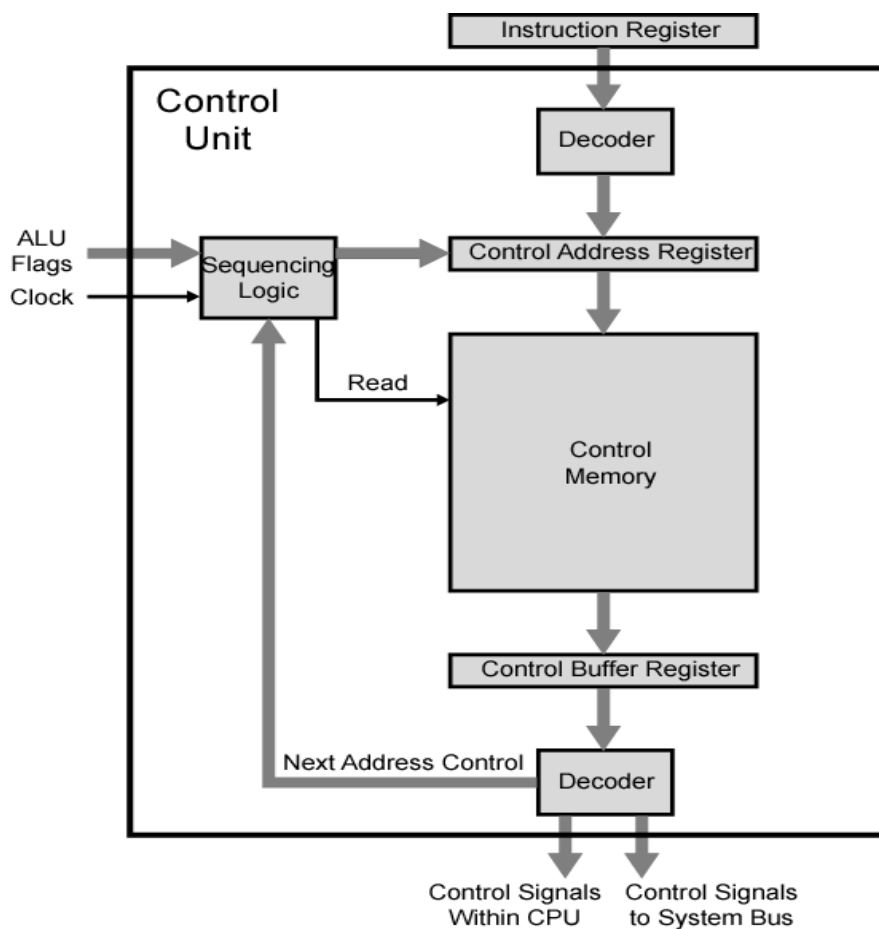 Instruction Register
Control
Unit
Decoder
ALU
Flags
Clock
Sequencing
Logic
Control Address Register
Read
Control
Memory
Control Buffer Register
Next Address Control
Decoder
Control Signals
Within CPU
Control Signals
to System Bus